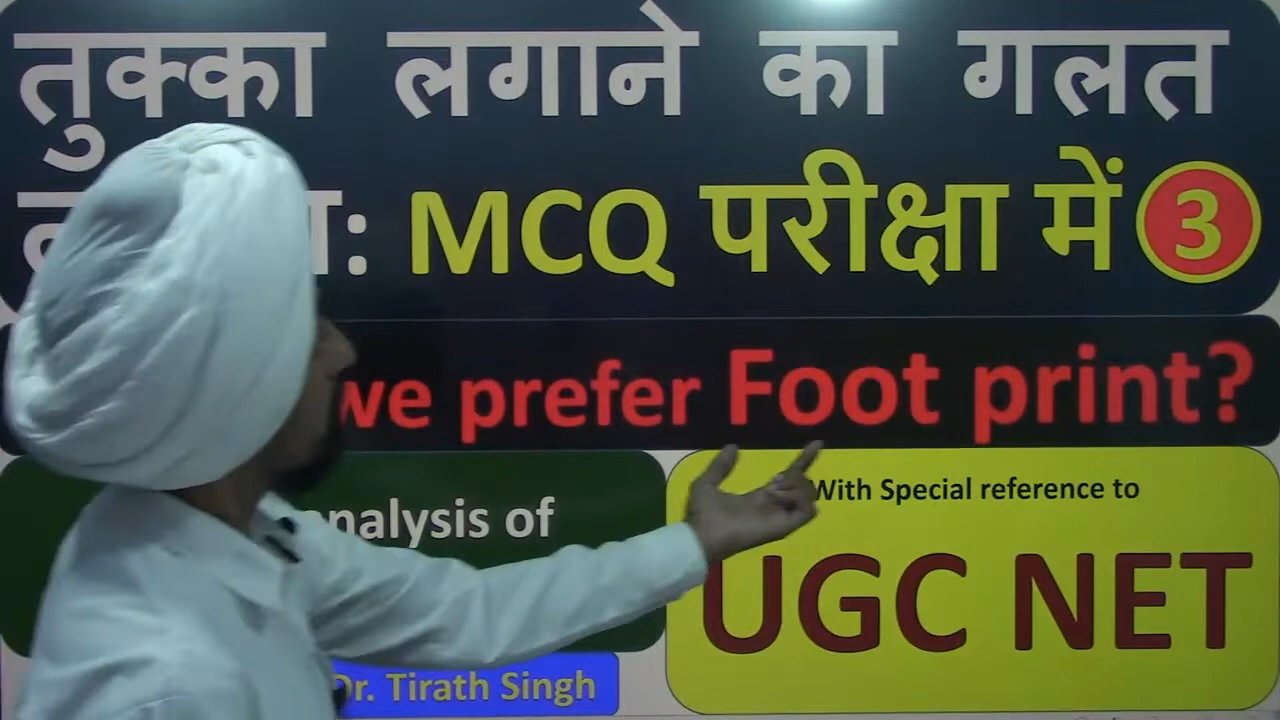 तुक्का लगाने का गलत
: MCQ परीक्षा में 3
we prefer Foot print?
analysis of
With Special reference to
UGC NET
Dr. Tirath Singh